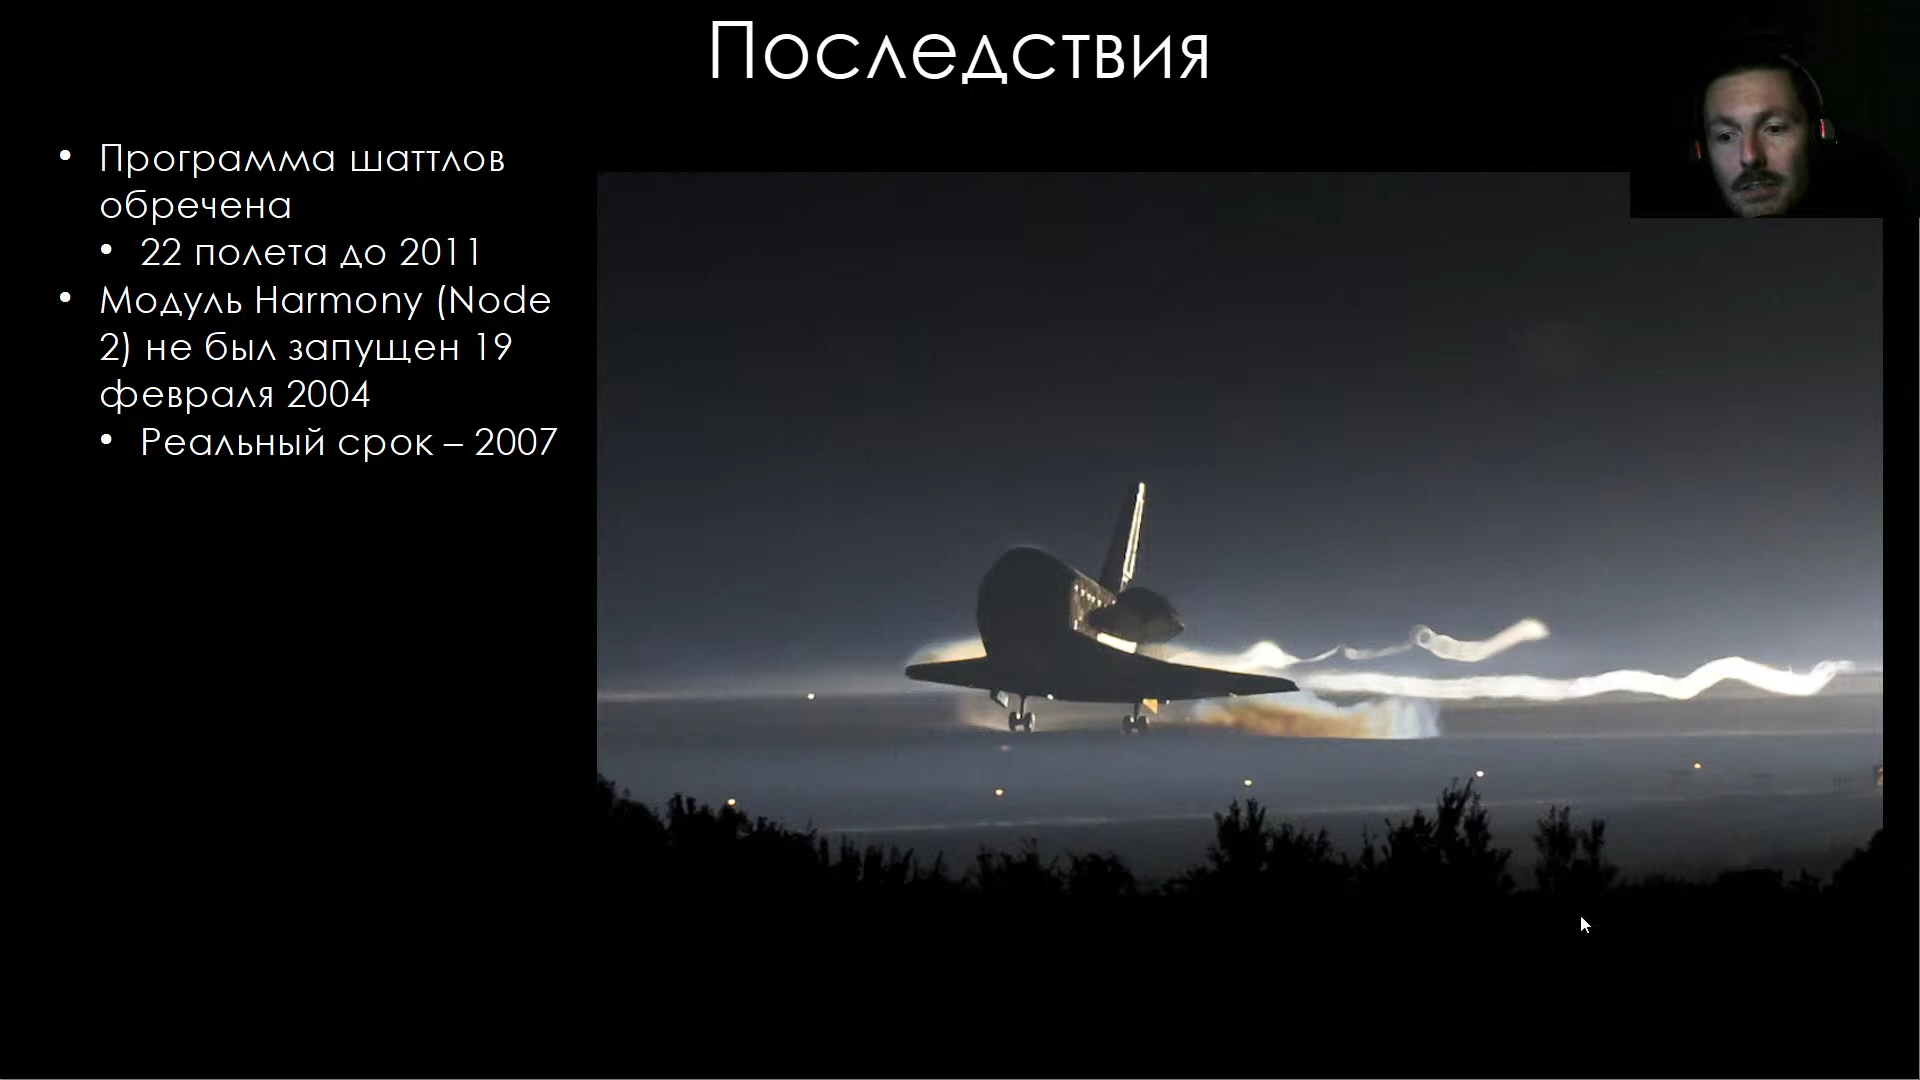 Последствия
• Программа шаттлов
обречена
• 22 полета до 2011
• Модуль Harmony (Node
2) не был запущен 19
февраля 2004
• Реальный срок – 2007